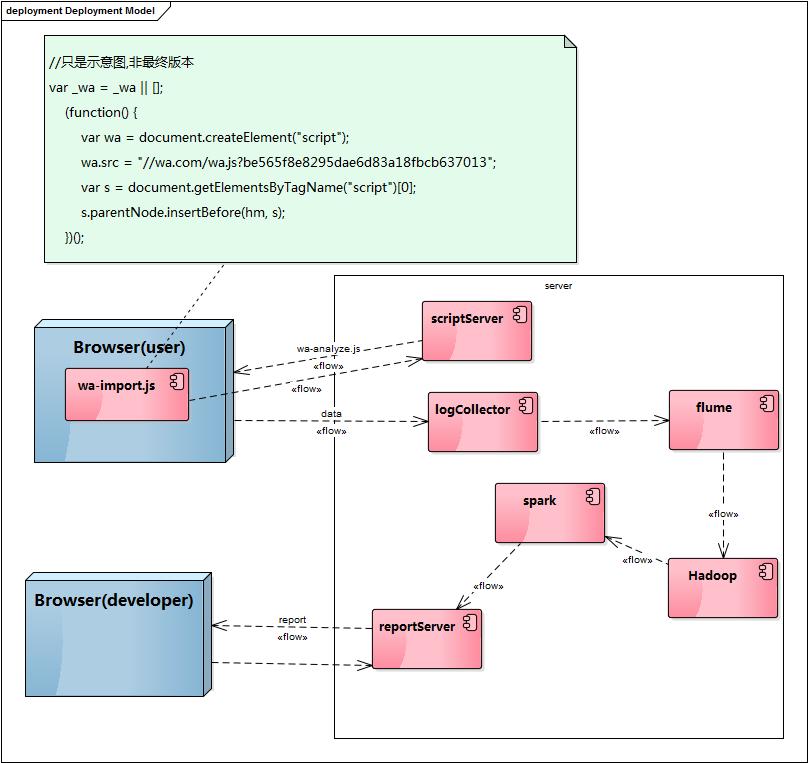 deployment Deployment Model
//只是示意图,非最终版本
var _wa = _wa || [];
(function() {
var wa = document.createElement("script");
wa.src = "//wa.com/wa.js?be565f8e8295dae6d83a18fbcb637013";
var s = document.getElementsByTagName("script")[0];
s.parentNode.insertBefore(hm, s);
})();
server
scriptServer
Browser(user)
wa-import.js
wa-analyze.js
«flow»
«flow»
data
«flow»
logCollector
«flow»
flume
spark
«flow»
«flow»
Hadoop
«flow»
Browser(developer)
report
«flow»
reportServer